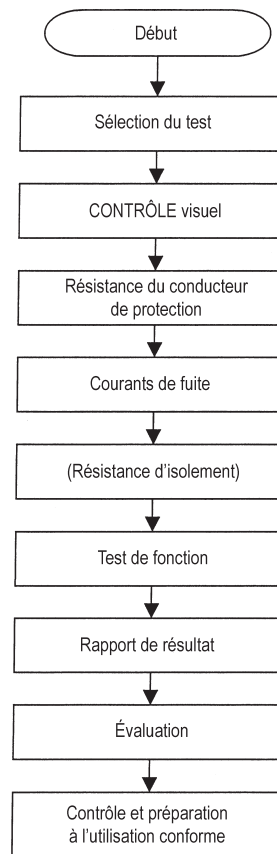 Début
Sélection du test
CONTRÔLE visuel
Résistance du conducteur
de protection
Courants de fuite
(Résistance d'isolement)
Test de fonction
Rapport de résultat
Évaluation
Contrôle et préparation
à l'utilisation conforme